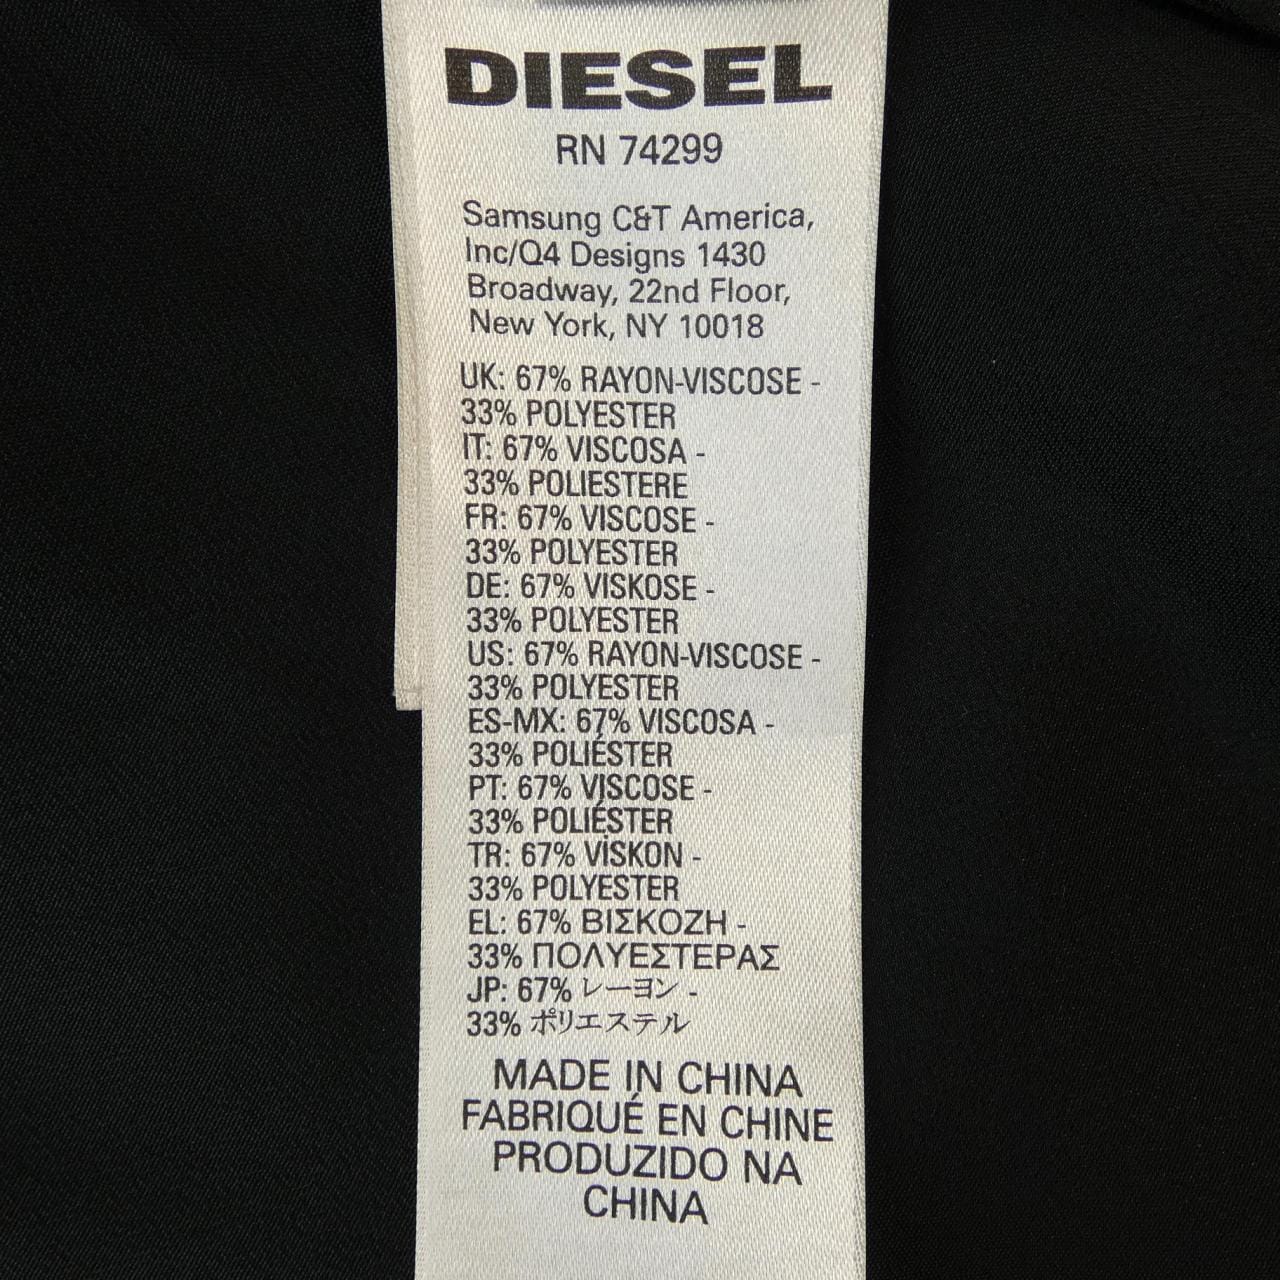 DIESEL
RN 74299
Samsung C&T America,
Inc/Q4 Designs 1430
Broadway, 22nd Floor,
New York, NY 10018
UK: 67% RAYON-VISCOSE -
33% POLYESTER
IT: 67% VISCOSA -
33% POLIESTERE
FR: 67% VISCOSE -
33% POLYESTER
DE: 67% VISKOSE -
33% POLYESTER
US: 67% RAYON-VISCOSE -
33% POLYESTER
ES-MX: 67% VISCOSA -
33% POLIÉSTER
PT: 67% VISCOSE -
33% POLIÉSTER
TR: 67% VİSKON -
33% POLYESTER
EL: 67% ΒΙΣΚΟΖΗ -
33% ΠΟΛΥΕΣΤΕΡΑΣ
JP: 67% レーヨン -
33% ポリエステル
MADE IN CHINA
FABRIQUÉ EN CHINE
PRODUZIDO NA
CHINA